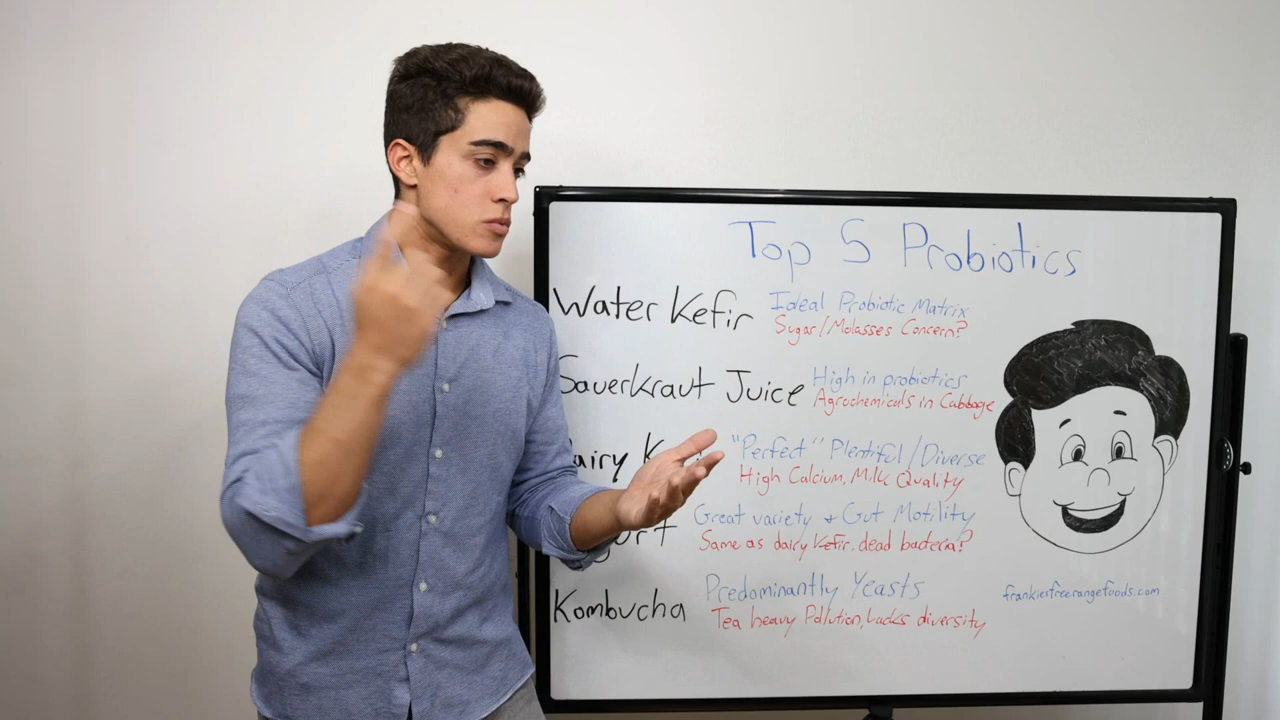 Top 5 Probiotics
Water Kefir
Ideal Probiotic Matrix
Sugar/Molasses Concern?
Sauerkraut Juice
High in probiotics
Agrochemicals in Cabbage
"Perfect" Plentiful/Diverse
High Calcium, Milk Quality
Great variety + Gut Motility
Same as dairy Kefir. dead bacteria?
Kombucha
Predominantly Yeasts
Tea heavy Pollution, Lacks diversity
frankiesfreerangefoods.com